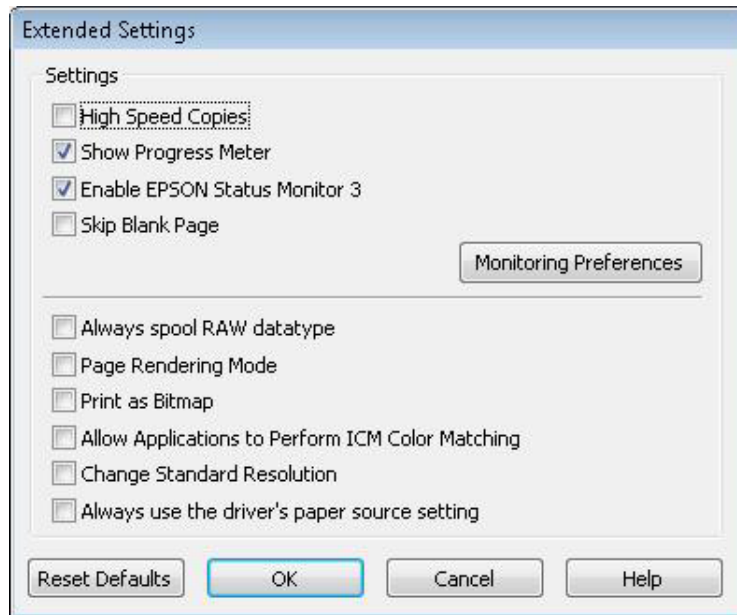 Extended Settings
Settings
High Speed Copies
Show Progress Meter
Enable EPSON Status Monitor 3
Skip Blank Page
Monitoring Preferences
Always spool RAW datatype
Page Rendering Mode
Print as Bitmap
Allow Applications to Perform ICM Color Matching
Change Standard Resolution
Always use the driver's paper source setting
Reset Defaults OK Cancel Help